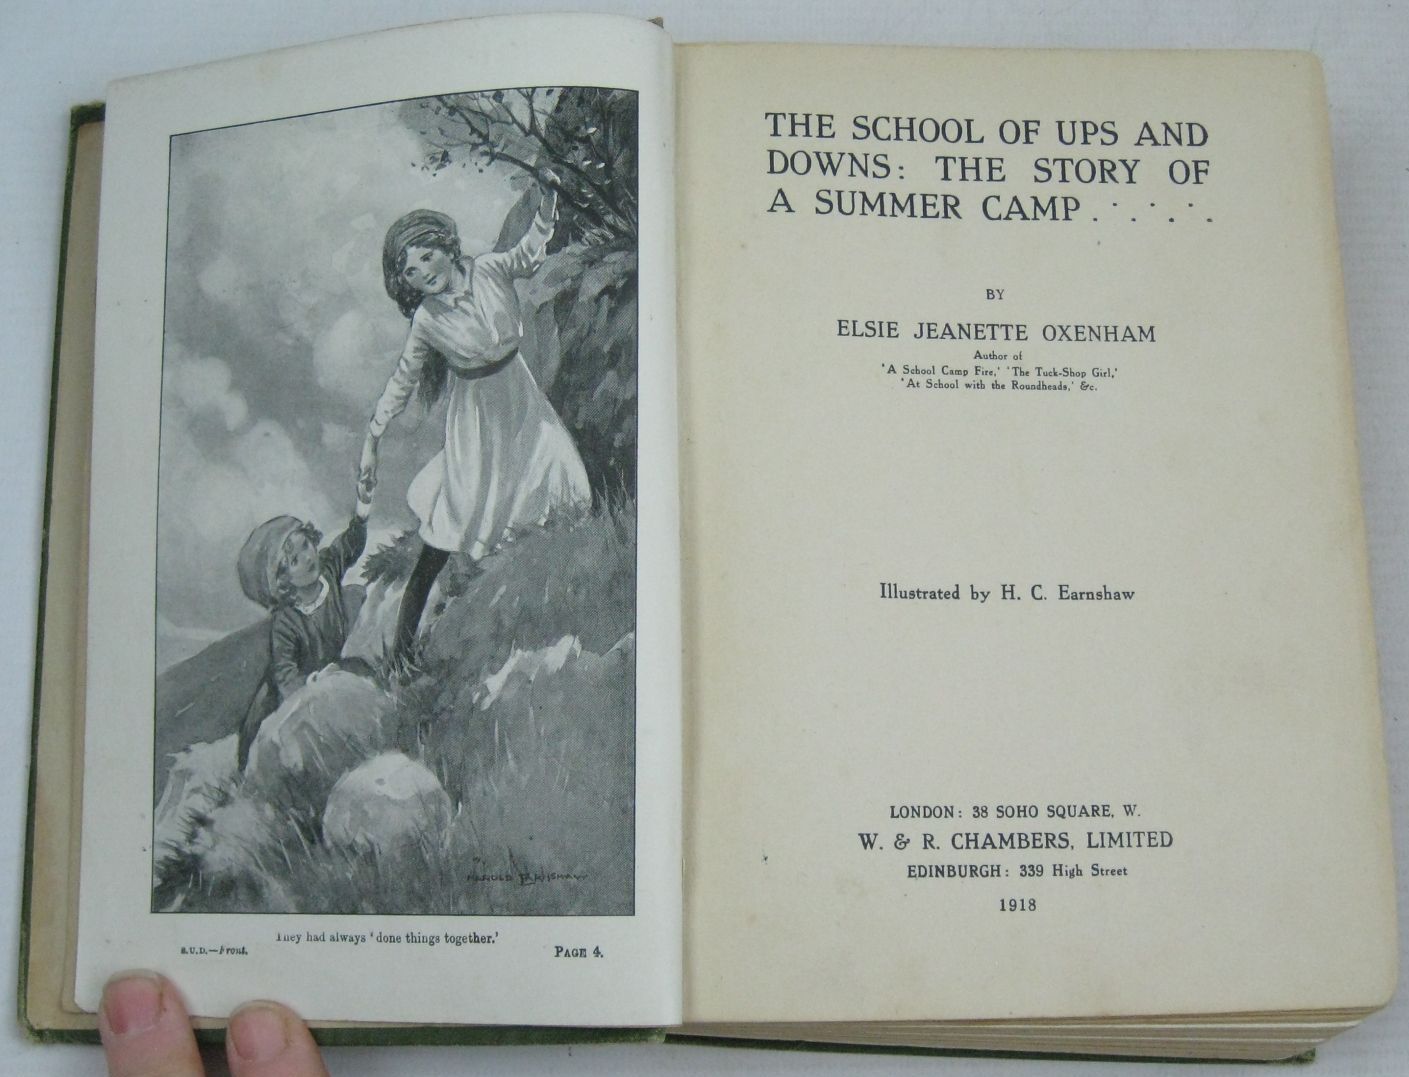 They had always 'done things together.'
S.U.D.—Front.
PAGE 4.
HAROLD EARNSHAW
THE SCHOOL OF UPS AND
DOWNS: THE STORY OF
A SUMMER CAMP . · . · . · .
BY
ELSIE JEANETTE OXENHAM
Author of
'A School Camp Fire,' 'The Tuck-Shop Girl,'
'At School with the Roundheads,' &c.
Illustrated by H. C. Earnshaw
LONDON: 38 SOHO SQUARE, W.
W. & R. CHAMBERS, LIMITED
EDINBURGH: 339 High Street
1918